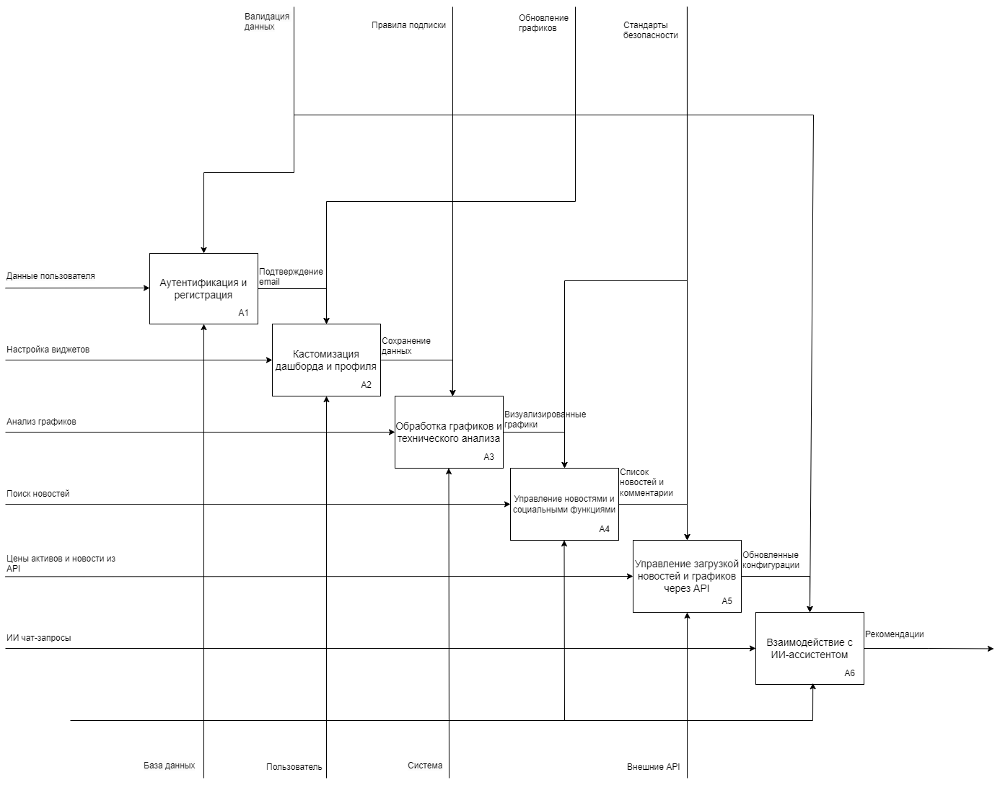 Валидация
данных
Правила подписки
Обновление
графиков
Стандарты
безопасности
Данные пользователя
Аутентификация и
регистрация
A1
Подтверждение
email
Настройка виджетов
Кастомизация
дашборда и профиля
A2
Сохранение
данных
Анализ графиков
Обработка графиков и
технического анализа
A3
Визуализированные
графики
Поиск новостей
Управление новостями и
социальными функциями
A4
Список
новостей и
комментарии
Цены активов и новости из
API
Управление загрузкой
новостей и графиков
через API
A5
Обновленные
конфигурации
ИИ чат-запросы
Взаимодействие с
ИИ-ассистентом
A6
Рекомендации
База данных
Пользователь
Система
Внешние API